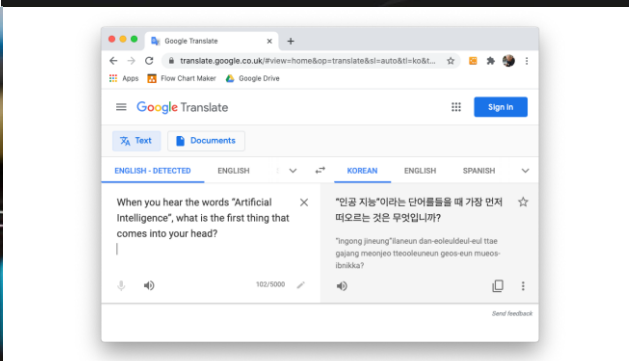 Google Translate
translate.google.co.uk/#view=home&op=translate&sl=auto&tl=ko&t...
Apps Flow Chart Maker Google Drive
Google Translate Sign in
Text Documents
ENGLISH - DETECTED ENGLISH KOREAN ENGLISH SPANISH
When you hear the words “Artificial
Intelligence”, what is the first thing that
comes into your head?
102/5000
"인공 지능"이라는 단어를들을 때 가장 먼저
떠오르는 것은 무엇입니까?
"ingong jineung"ilaneun dan-eoleuldeul-eul ttae
gajang meonjeo tteooleuneun geos-eun mueos-
ibnikka?
Send feedback